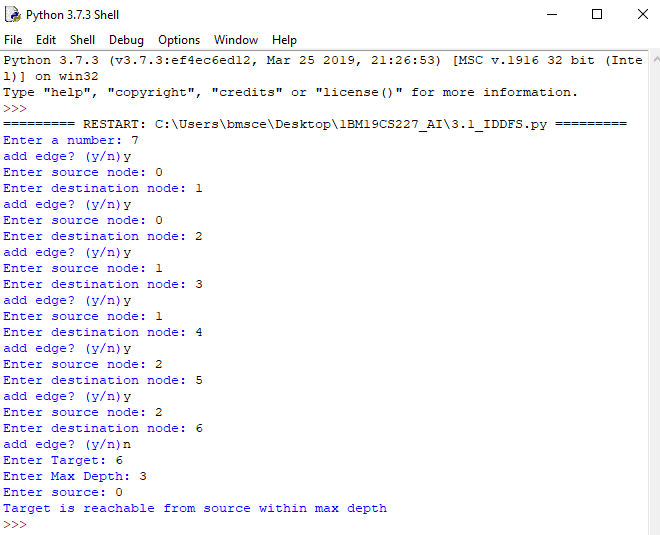 Python 3.7.3 Shell
File Edit Shell Debug Options Window Help
Python 3.7.3 (v3.7.3:ef4ec6ed12, Mar 25 2019, 21:26:53) [MSC v.1916 32 bit (Inte
l)] on win32
Type "help", "copyright", "credits" or "license()" for more information.
>>>
========= RESTART: C:\Users\bmsce\Desktop\1BM19CS227_AI\3.1_IDDFS.py =========
Enter a number: 7
add edge? (y/n)y
Enter source node: 0
Enter destination node: 1
add edge? (y/n)y
Enter source node: 0
Enter destination node: 2
add edge? (y/n)y
Enter source node: 1
Enter destination node: 3
add edge? (y/n)y
Enter source node: 1
Enter destination node: 4
add edge? (y/n)y
Enter source node: 2
Enter destination node: 5
add edge? (y/n)y
Enter source node: 2
Enter destination node: 6
add edge? (y/n)n
Enter Target: 6
Enter Max Depth: 3
Enter source: 0
Target is reachable from source within max depth
>>>